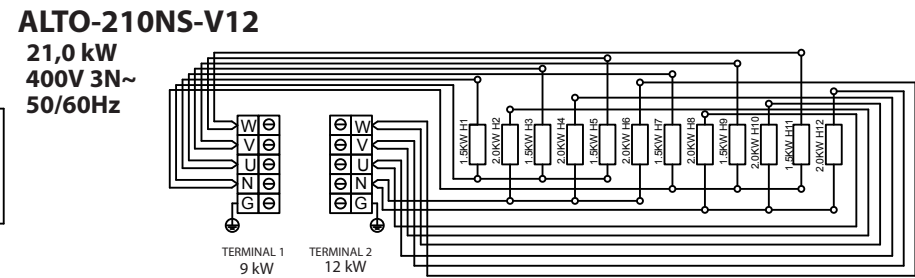 ALTO-210NS-V12
21,0 kW
400V 3N~
50/60Hz
W
V
U
N
G
W
V
U
N
G
TERMINAL 1
9 kW
TERMINAL 2
12 kW
1.5KW H1
2.0KW H2
1.5KW H3
2.0KW H4
1.5KW H5
2.0KW H6
1.5KW H7
2.0KW H8
1.5KW H9
2.0KW H10
1.5KW H11
2.0KW H12